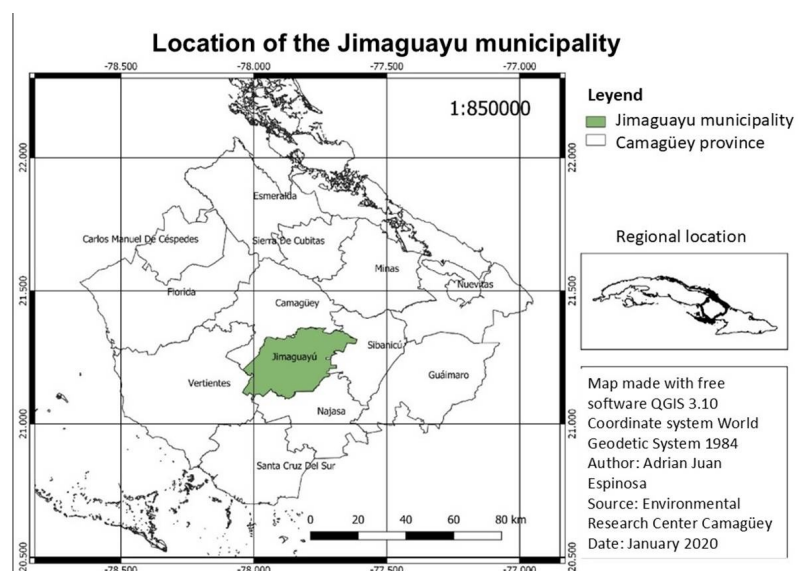 Location of the Jimaguayu municipality
-78.500 -78.000 -77.500 -77.000
1:850000
22.000 22.000
Esmeralda
Carlos Manuel De Céspedes
Sierra De Cubitas
Minas
Nuevitas
21.500 21.500
Florida
Camagüey
Jimaguayú
Sibanicú
Vertientes
Guáimaro
Najasa
21.000 21.000
Santa Cruz Del Sur
0 20 40 60 80 km
20.500 20.500
-78.500 -78.000 -77.500 -77.000
Leyend
Jimaguayu municipality
Camagüey province
Regional location
Map made with free
software QGIS 3.10
Coordinate system World
Geodetic System 1984
Author: Adrian Juan
Espinosa
Source: Environmental
Research Center Camagüey
Date: January 2020